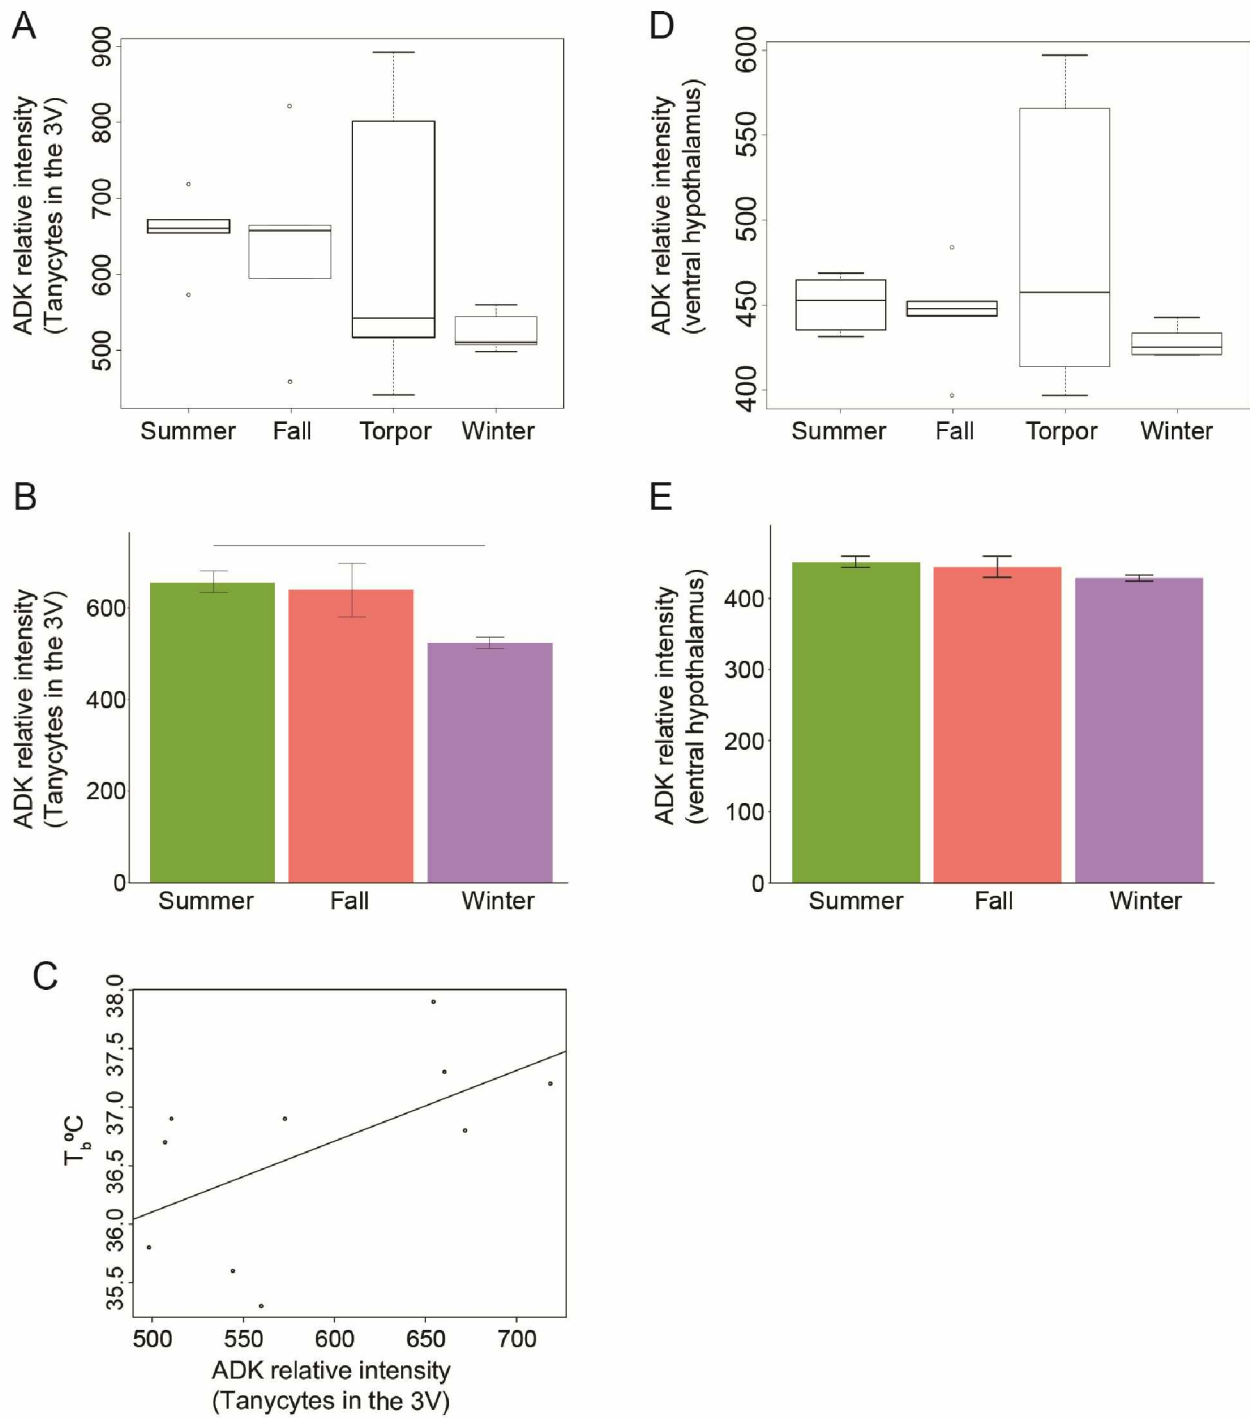 A
ADK relative intensity
(Tanycytes in the 3V)
900
800
700
600
500
Summer
Fall
Torpor
Winter
D
ADK relative intensity
(ventral hypothalamus)
600
550
500
450
400
Summer
Fall
Torpor
Winter
B
ADK relative intensity
(Tanycytes in the 3V)
600
400
200
0
Summer
Fall
Winter
E
ADK relative intensity
(ventral hypothalamus)
400
300
200
100
0
Summer
Fall
Winter
C
Tb ºC
38.0
37.5
37.0
36.5
36.0
35.5
500
550
600
650
700
ADK relative intensity
(Tanycytes in the 3V)